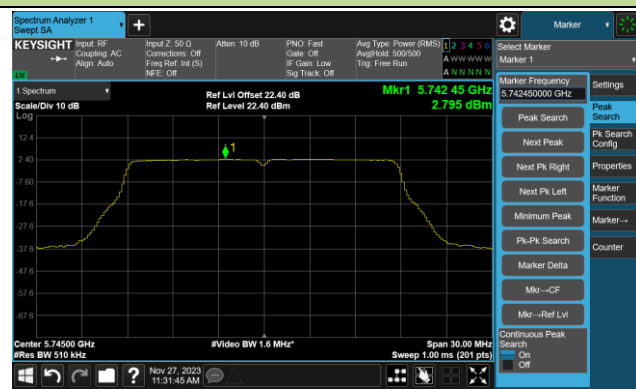 Spectrum Analyzer 1
Swept SA
+
Marker
KEYSIGHT
Input: RF
Coupling: AC
Align: Auto
Input Z: 50 Ω
Corrections: Off
Freq Ref: Int (S)
NFE: Off
Atten: 10 dB
PNO: Fast
Gate: Off
IF Gain: Low
Sig Track: Off
Avg Type: Power (RMS)
Avg|Hold: 500/500
Trig: Free Run
1 2 3 4 5 6
A W W W W W
A N N N N N
LW
Select Marker
Marker 1
1 Spectrum
Scale/Div 10 dB
Log
Ref Lvl Offset 22.40 dB
Ref Level 22.40 dBm
Mkr1 5.742 45 GHz
2.795 dBm
12.4
2.40
-7.60
-17.6
-27.6
-37.6
-47.6
-57.6
-67.6
1
Center 5.74500 GHz
#Res BW 510 kHz
#Video BW 1.6 MHz*
Span 30.00 MHz
Sweep 1.00 ms (201 pts)
Marker Frequency
5.742450000 GHz
Peak Search
Next Peak
Next Pk Right
Next Pk Left
Minimum Peak
Pk-Pk Search
Marker Delta
Mkr→CF
Mkr→Ref Lvl
Continuous Peak
Search
On
Off
Settings
Peak
Search
Pk Search
Config
Properties
Marker
Function
Marker→
Counter
?
Nov 27, 2023
11:31:45 AM